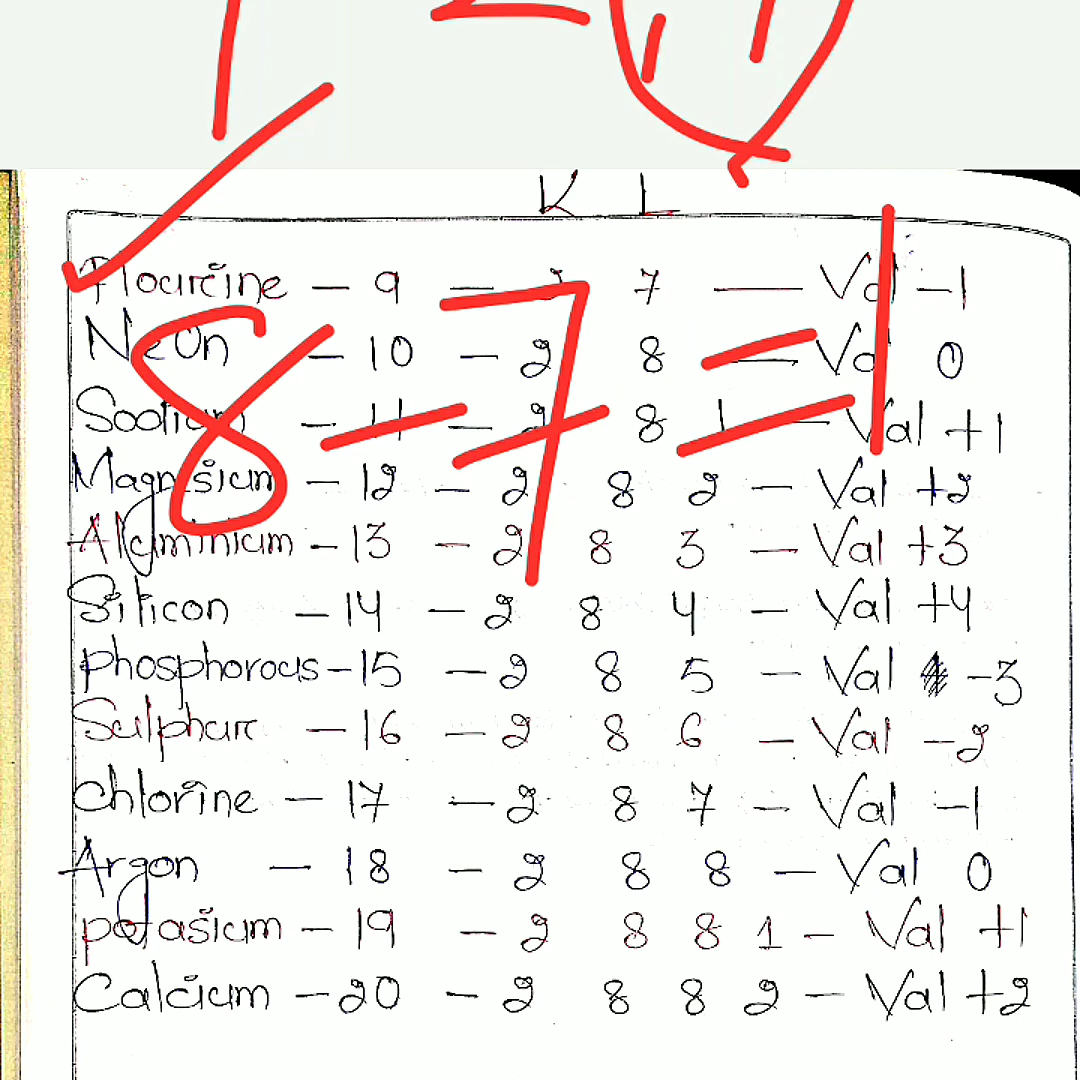 K L
Flourine — 9 — 2 7 — Val -1
Neon — 10 — 2 8 — Val 0
Sodium — 11 — 2 8 1 — Val +1
Magnesium — 12 — 2 8 2 — Val +2
Aluminium — 13 — 2 8 3 — Val +3
Silicon — 14 — 2 8 4 — Val +4
phosphorous — 15 — 2 8 5 — Val -3
Sulphur — 16 — 2 8 6 — Val -2
chlorine — 17 — 2 8 7 — Val -1
Argon — 18 — 2 8 8 — Val 0
potasium — 19 — 2 8 8 1 — Val +1
Calcium — 20 — 2 8 8 2 — Val +2
8 - 7 = 1